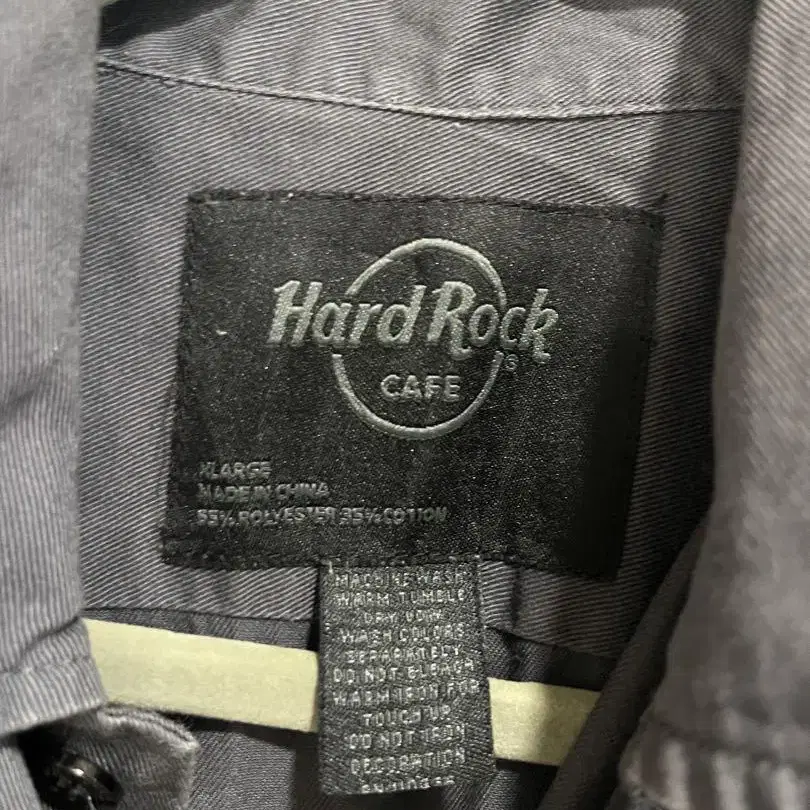 Hard Rock
CAFE
XLARGE
MADE IN CHINA
65% POLYESTER 35% COTTON
MACHINE WASH
WARM TUMBLE
DRY LOW
WASH COLORS
SEPARATELY
DO NOT BLEACH
WARM IRON FOR
TOUCH UP
DO NOT IRON
DECORATION